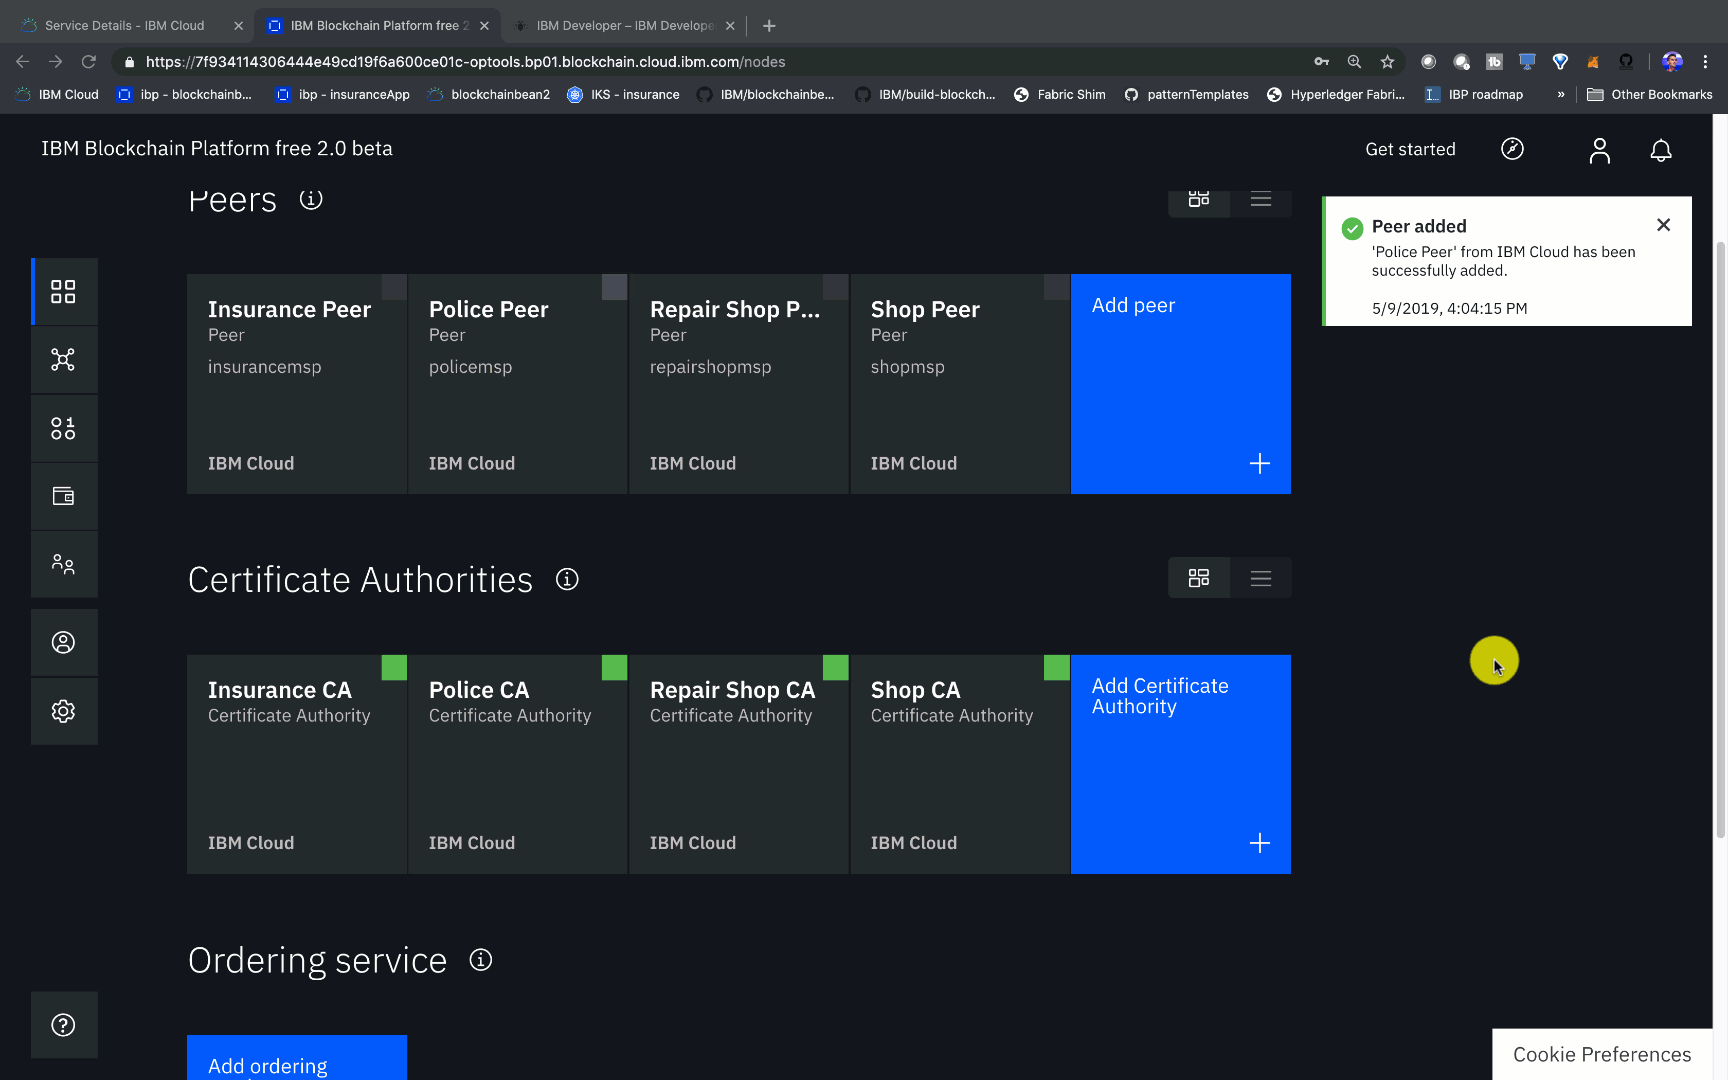 Service Details - IBM Cloud
IBM Blockchain Platform free 2
IBM Developer – IBM Develope
https://7f934114306444e49cd19f6a600ce01c-optools.bp01.blockchain.cloud.ibm.com/nodes
IBM Cloud
ibp - blockchainb...
ibp - insuranceApp
blockchainbean2
IKS - insurance
IBM/blockchainbe...
IBM/build-blockch...
Fabric Shim
patternTemplates
Hyperledger Fabri...
IBP roadmap
»
Other Bookmarks
IBM Blockchain Platform free 2.0 beta
Get started
Peers
Peer added
'Police Peer' from IBM Cloud has been
successfully added.
5/9/2019, 4:04:15 PM
Insurance Peer
Peer
insurancemsp
IBM Cloud
Police Peer
Peer
policemsp
IBM Cloud
Repair Shop P...
Peer
repairshopmsp
IBM Cloud
Shop Peer
Peer
shopmsp
IBM Cloud
Add peer
Certificate Authorities
Insurance CA
Certificate Authority
IBM Cloud
Police CA
Certificate Authority
IBM Cloud
Repair Shop CA
Certificate Authority
IBM Cloud
Shop CA
Certificate Authority
IBM Cloud
Add Certificate
Authority
Ordering service
Add ordering
Cookie Preferences